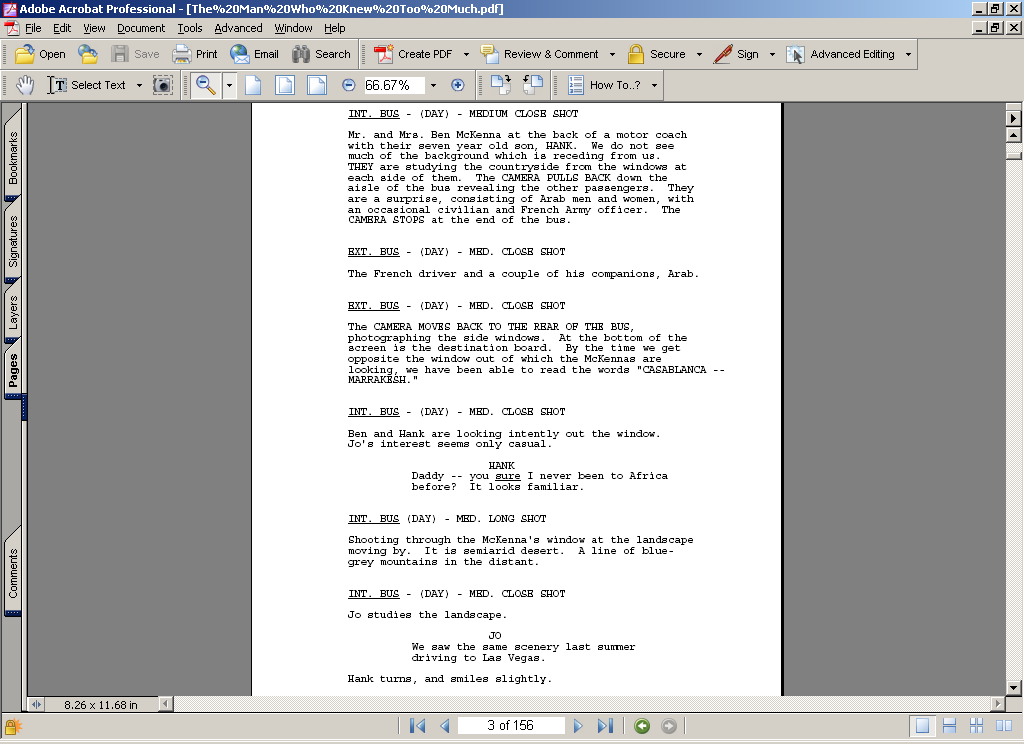 Adobe Acrobat Professional - [The%20Man%20Who%20Knew%20Too%20Much.pdf]
File Edit View Document Tools Advanced Window Help
Open Save Print Email Search Create PDF Review & Comment Secure Sign Advanced Editing
Select Text 66.67% How To..?
Bookmarks
Signatures
Layers
Pages
Comments
INT. BUS - (DAY) - MEDIUM CLOSE SHOT
Mr. and Mrs. Ben McKenna at the back of a motor coach
with their seven year old son, HANK. We do not see
much of the background which is receding from us.
THEY are studying the countryside from the windows at
each side of them. The CAMERA PULLS BACK down the
aisle of the bus revealing the other passengers. They
are a surprise, consisting of Arab men and women, with
an occasional civilian and French Army officer. The
CAMERA STOPS at the end of the bus.
EXT. BUS - (DAY) - MED. CLOSE SHOT
The French driver and a couple of his companions, Arab.
EXT. BUS - (DAY) - MED. CLOSE SHOT
The CAMERA MOVES BACK TO THE REAR OF THE BUS,
photographing the side windows. At the bottom of the
screen is the destination board. By the time we get
opposite the window out of which the McKennas are
looking, we have been able to read the words "CASABLANCA --
MARRAKESH."
INT. BUS - (DAY) - MED. CLOSE SHOT
Ben and Hank are looking intently out the window.
Jo's interest seems only casual.
HANK
Daddy -- you sure I never been to Africa
before? It looks familiar.
INT. BUS (DAY) - MED. LONG SHOT
Shooting through the McKenna's window at the landscape
moving by. It is semiarid desert. A line of blue-
grey mountains in the distant.
INT. BUS - (DAY) - MED. CLOSE SHOT
Jo studies the landscape.
JO
We saw the same scenery last summer
driving to Las Vegas.
Hank turns, and smiles slightly.
8.26 x 11.68 in
3 of 156